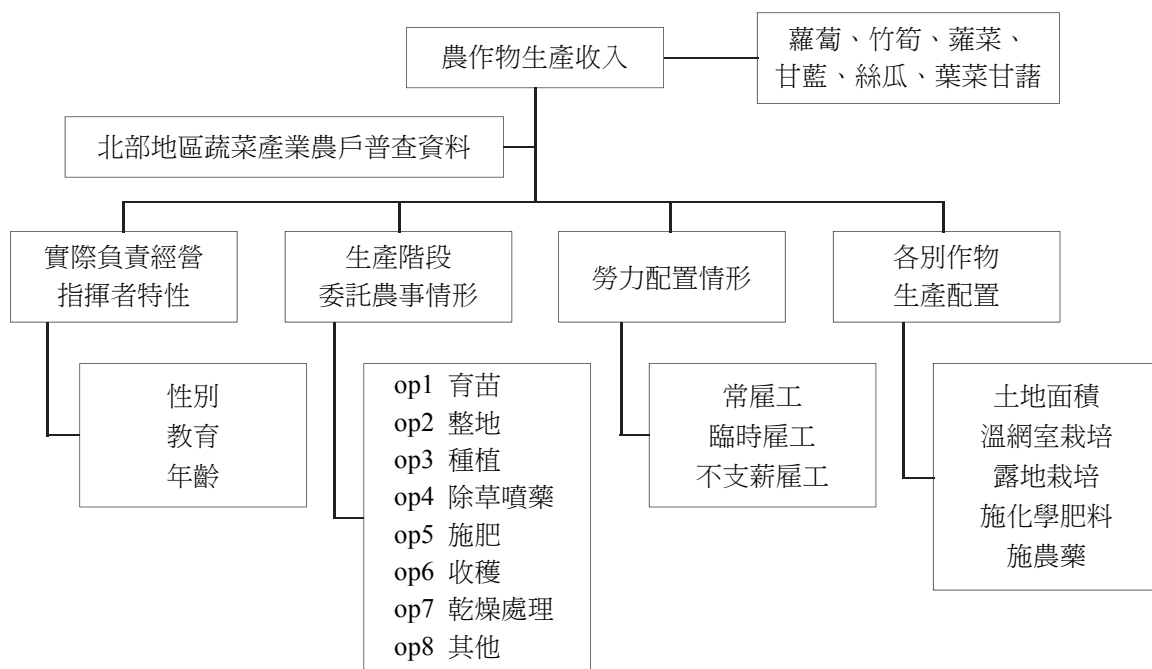 農作物生產收入
蘿蔔、竹筍、蕹菜、
甘藍、絲瓜、葉菜甘藷
北部地區蔬菜產業農戶普查資料
實際負責經營
指揮者特性
生產階段
委託農事情形
勞力配置情形
各別作物
生產配置
性別
教育
年齡
op1 育苗
op2 整地
op3 種植
op4 除草噴藥
op5 施肥
op6 收穫
op7 乾燥處理
op8 其他
常雇工
臨時雇工
不支薪雇工
土地面積
溫網室栽培
露地栽培
施化學肥料
施農藥